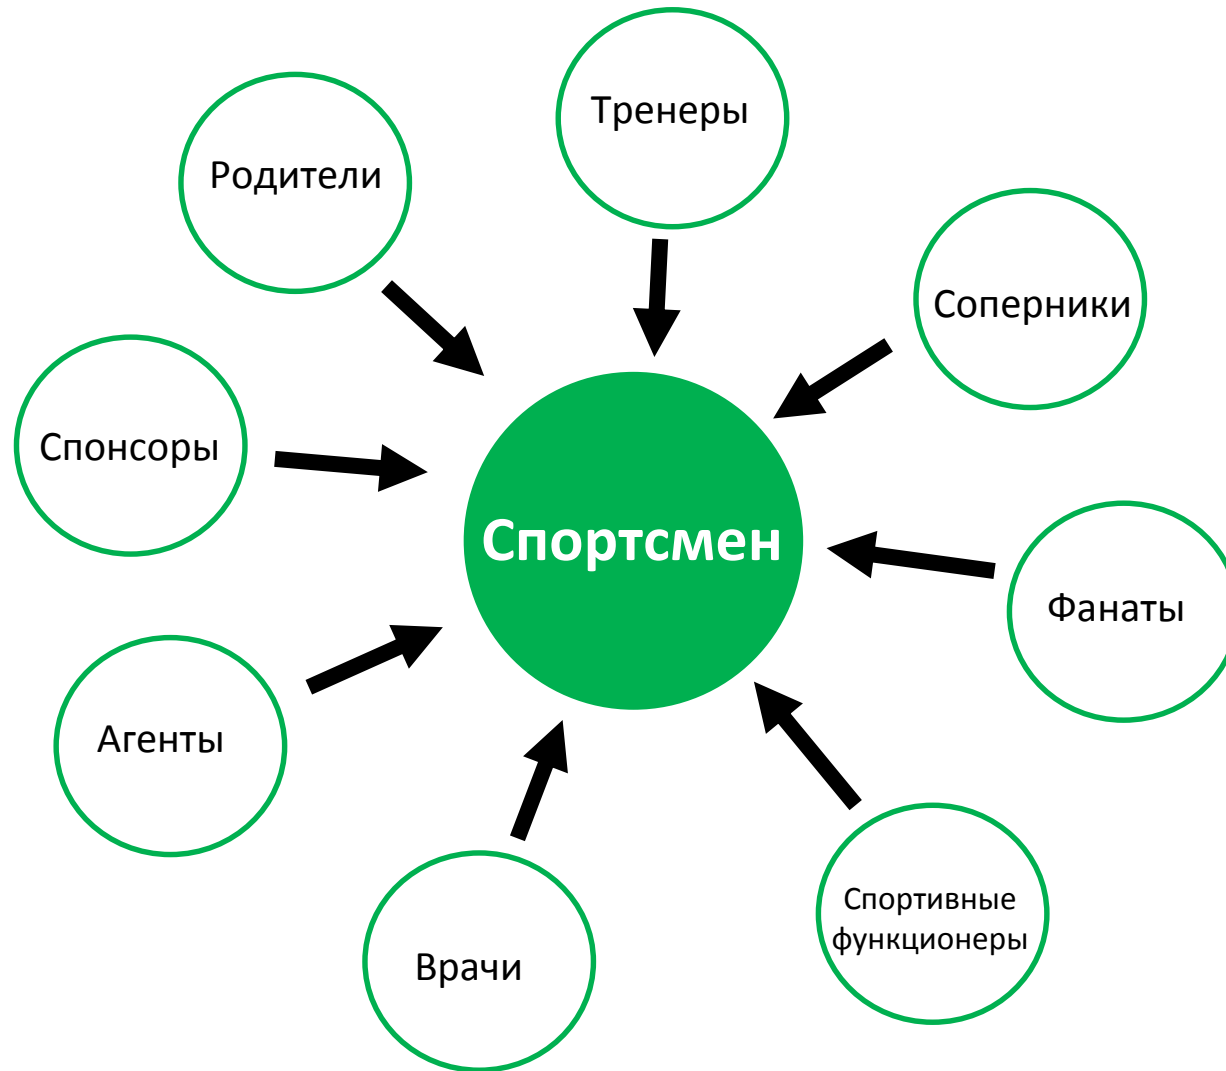 Тренеры
Родители
Соперники
Спонсоры
Спортсмен
Фанаты
Агенты
Спортивные
функционеры
Врачи